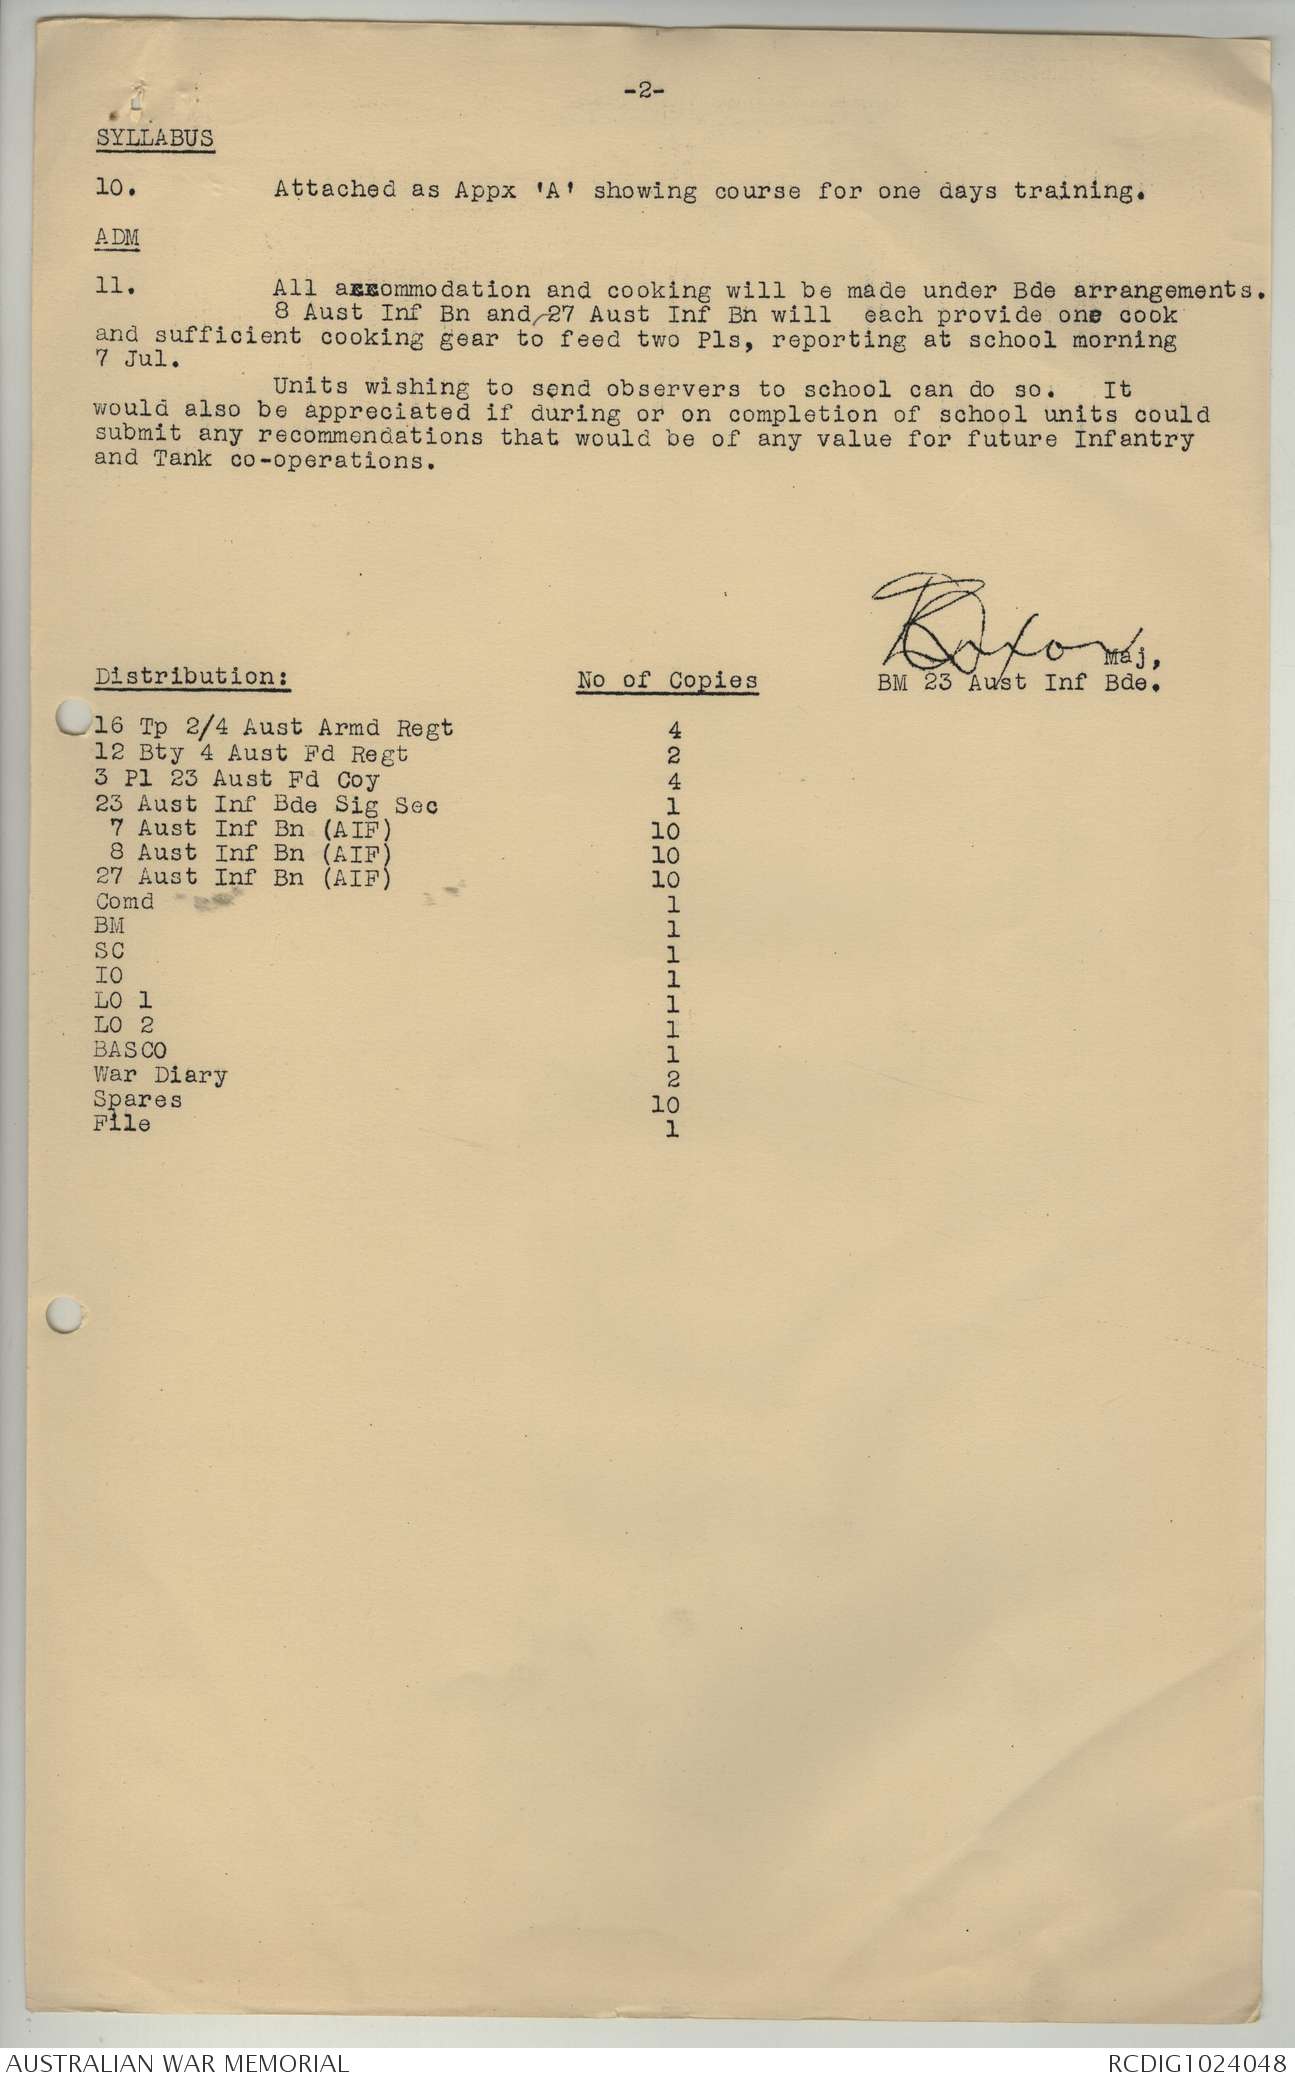 -2-
SYLLABUS
10. Attached as Appx 'A' showing course for one days training.
ADM
11. All accommodation and cooking will be made under Bde arrangements.
8 Aust Inf Bn and 27 Aust Inf Bn will each provide one cook
and sufficient cooking gear to feed two Pls, reporting at school morning
7 Jul.
Units wishing to send observers to school can do so. It
would also be appreciated if during or on completion of school units could
submit any recommendations that would be of any value for future Infantry
and Tank co-operations.
Maj,
BM 23 Aust Inf Bde.
Distribution: No of Copies
16 Tp 2/4 Aust Armd Regt 4
12 Bty 4 Aust Fd Regt 2
3 Pl 23 Aust Fd Coy 4
23 Aust Inf Bde Sig Sec 1
7 Aust Inf Bn (AIF) 10
8 Aust Inf Bn (AIF) 10
27 Aust Inf Bn (AIF) 10
Comd 1
BM 1
SC 1
IO 1
LO 1 1
LO 2 1
BASCO 1
War Diary 2
Spares 10
File 1
AUSTRALIAN WAR MEMORIAL RCDIG1024048